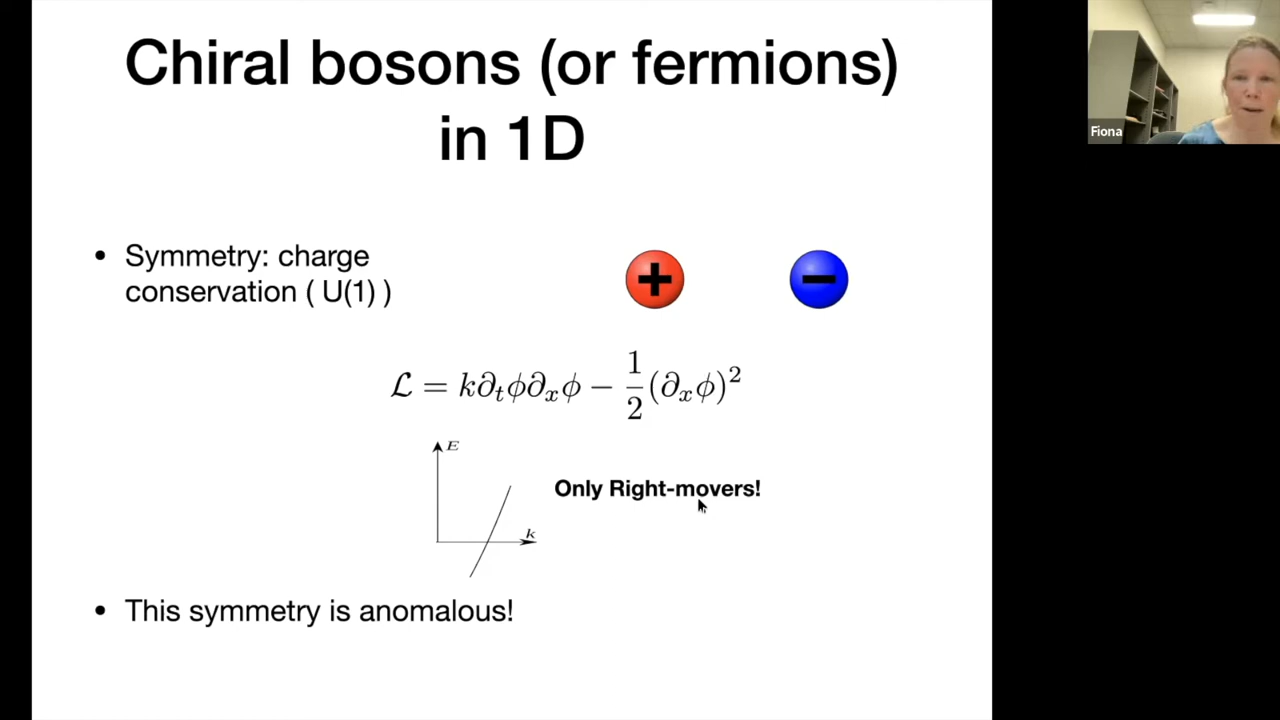 Chiral bosons (or fermions)
in 1D
Fiona
• Symmetry: charge
conservation ( U(1) )
+ −
ℒ = k∂ₜϕ∂ₓϕ − 1/2 (∂ₓϕ)²
E
Only Right-movers!
k
• This symmetry is anomalous!